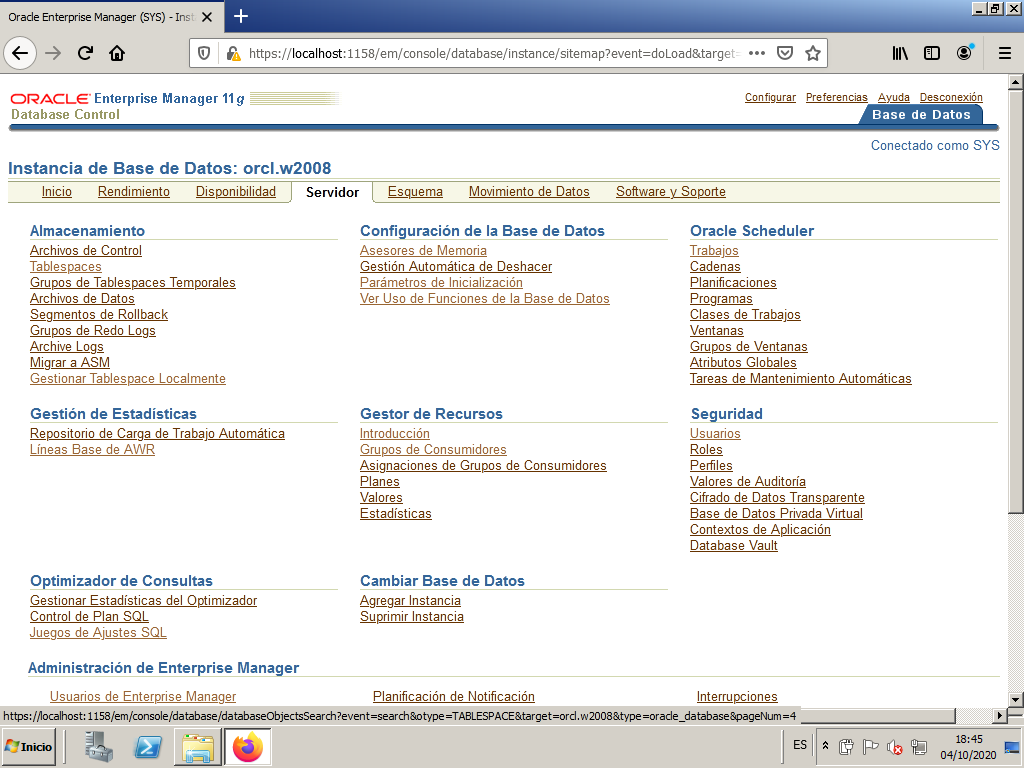 Oracle Enterprise Manager (SYS) - Inst
https://localhost:1158/em/console/database/instance/sitemap?event=doLoad&target=
ORACLE Enterprise Manager 11g
Database Control
Configurar Preferencias Ayuda Desconexión
Base de Datos
Conectado como SYS
Instancia de Base de Datos: orcl.w2008
Inicio Rendimiento Disponibilidad Servidor Esquema Movimiento de Datos Software y Soporte
Almacenamiento
Archivos de Control
Tablespaces
Grupos de Tablespaces Temporales
Archivos de Datos
Segmentos de Rollback
Grupos de Redo Logs
Archive Logs
Migrar a ASM
Gestionar Tablespace Localmente
Configuración de la Base de Datos
Asesores de Memoria
Gestión Automática de Deshacer
Parámetros de Inicialización
Ver Uso de Funciones de la Base de Datos
Oracle Scheduler
Trabajos
Cadenas
Planificaciones
Programas
Clases de Trabajos
Ventanas
Grupos de Ventanas
Atributos Globales
Tareas de Mantenimiento Automáticas
Gestión de Estadísticas
Repositorio de Carga de Trabajo Automática
Líneas Base de AWR
Gestor de Recursos
Introducción
Grupos de Consumidores
Asignaciones de Grupos de Consumidores
Planes
Valores
Estadísticas
Seguridad
Usuarios
Roles
Perfiles
Valores de Auditoría
Cifrado de Datos Transparente
Base de Datos Privada Virtual
Contextos de Aplicación
Database Vault
Optimizador de Consultas
Gestionar Estadísticas del Optimizador
Control de Plan SQL
Juegos de Ajustes SQL
Cambiar Base de Datos
Agregar Instancia
Suprimir Instancia
Administración de Enterprise Manager
Usuarios de Enterprise Manager Planificación de Notificación Interrupciones
https://localhost:1158/em/console/database/databaseObjectsSearch?event=search&otype=TABLESPACE&target=orcl.w2008&type=oracle_database&pageNum=4
Inicio
ES
18:45
04/10/2020